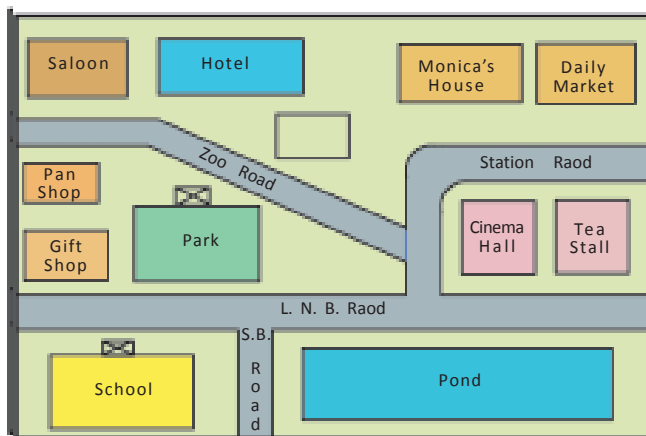 Saloon
Hotel
Monica's
House
Daily
Market
Zoo Road
Station Raod
Pan
Shop
Park
Cinema
Hall
Tea
Stall
Gift
Shop
L. N. B. Raod
S.B.
R
o
a
d
School
Pond